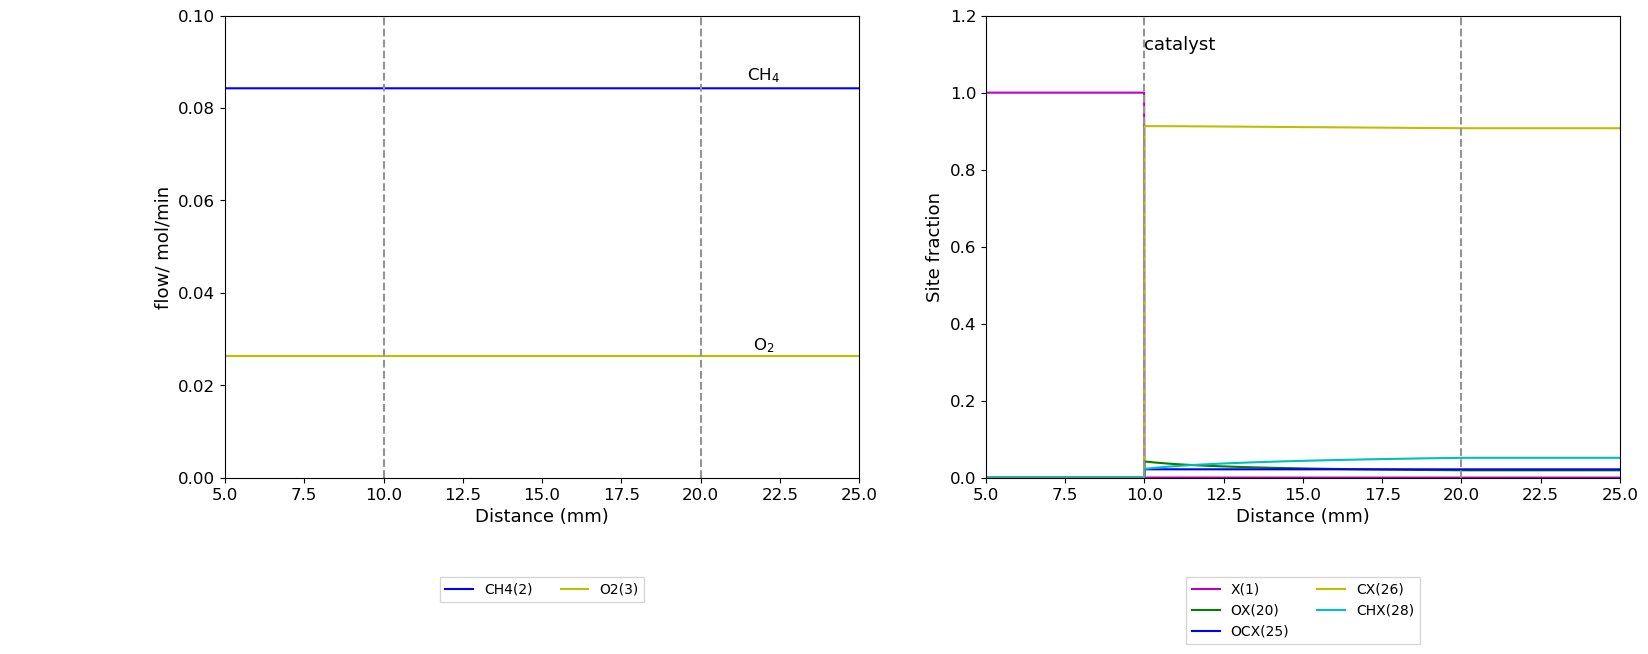 0.10
0.08
0.06
0.04
0.02
0.00
flow/ mol/min
CH₄
O₂
5.0 7.5 10.0 12.5 15.0 17.5 20.0 22.5 25.0
Distance (mm)
CH4(2) O2(3)
1.2
1.0
0.8
0.6
0.4
0.2
0.0
Site fraction
catalyst
5.0 7.5 10.0 12.5 15.0 17.5 20.0 22.5 25.0
Distance (mm)
X(1) CX(26)
OX(20) CHX(28)
OCX(25)